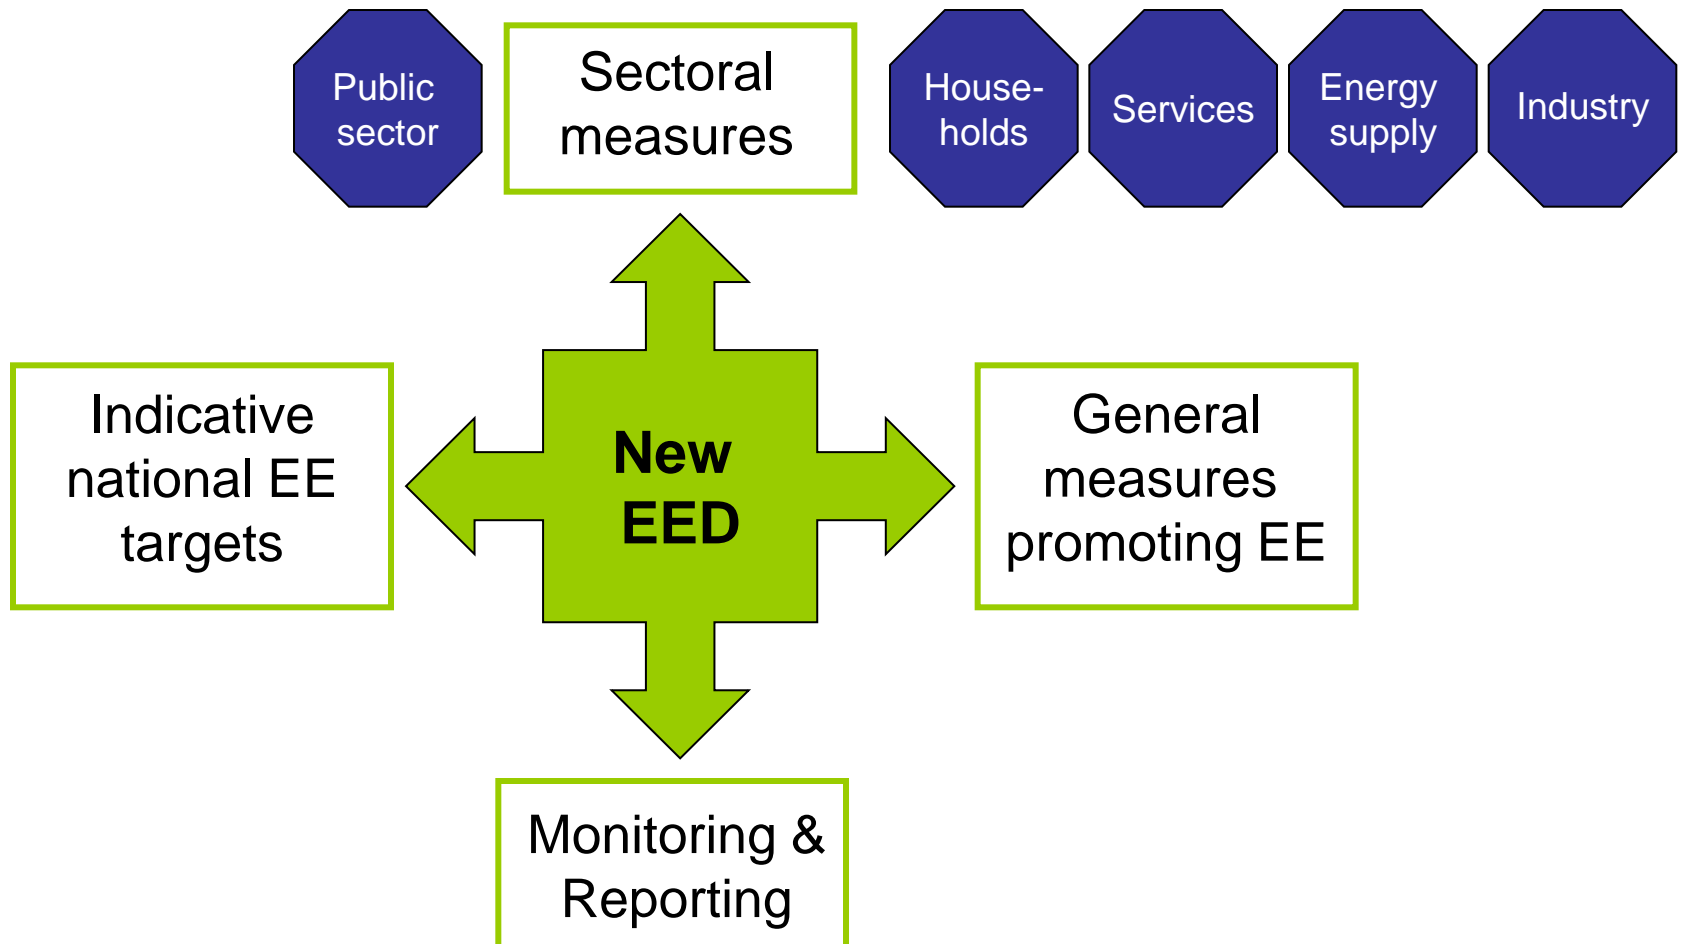 Public
sector
Sectoral
measures
House-
holds
Services
Energy
supply
Industry
Indicative
national EE
targets
New
EED
General
measures
promoting EE
Monitoring &
Reporting